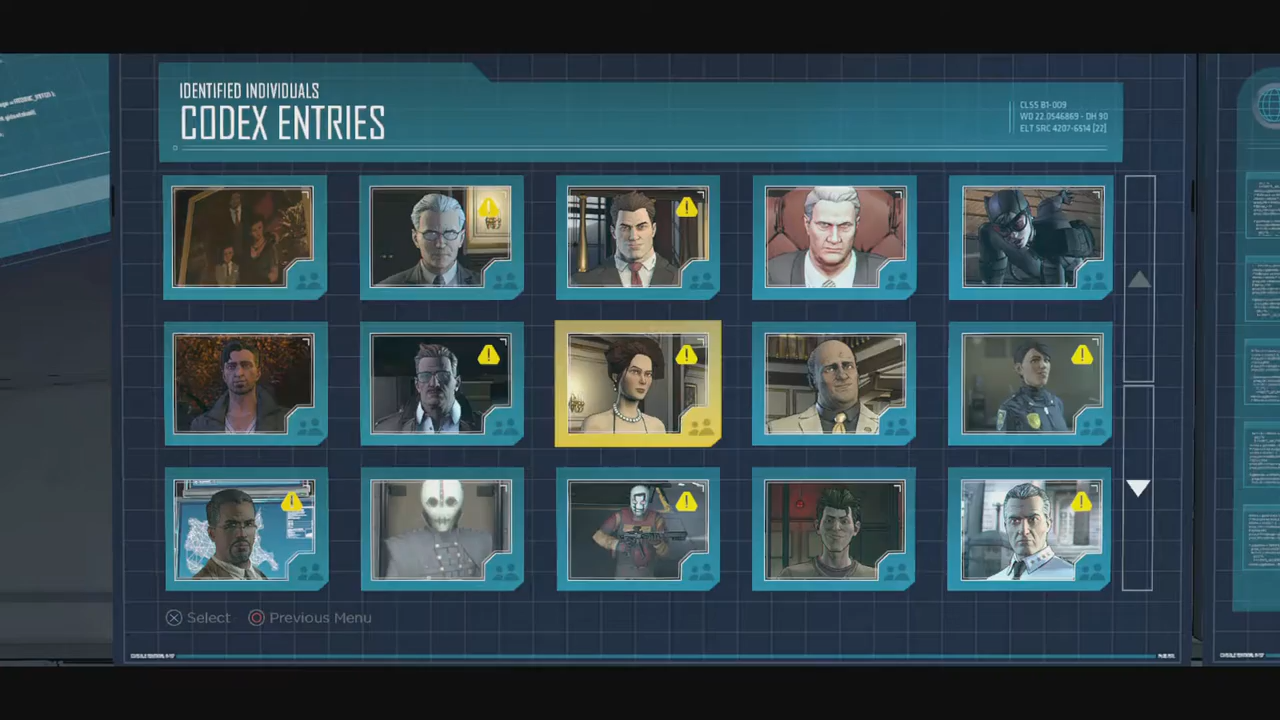 IDENTIFIED INDIVIDUALS
CODEX ENTRIES
CLSS B1-009
WD 22.0546869 - DH 90
ELT SRC 4207-6514 [22]
Select
Previous Menu